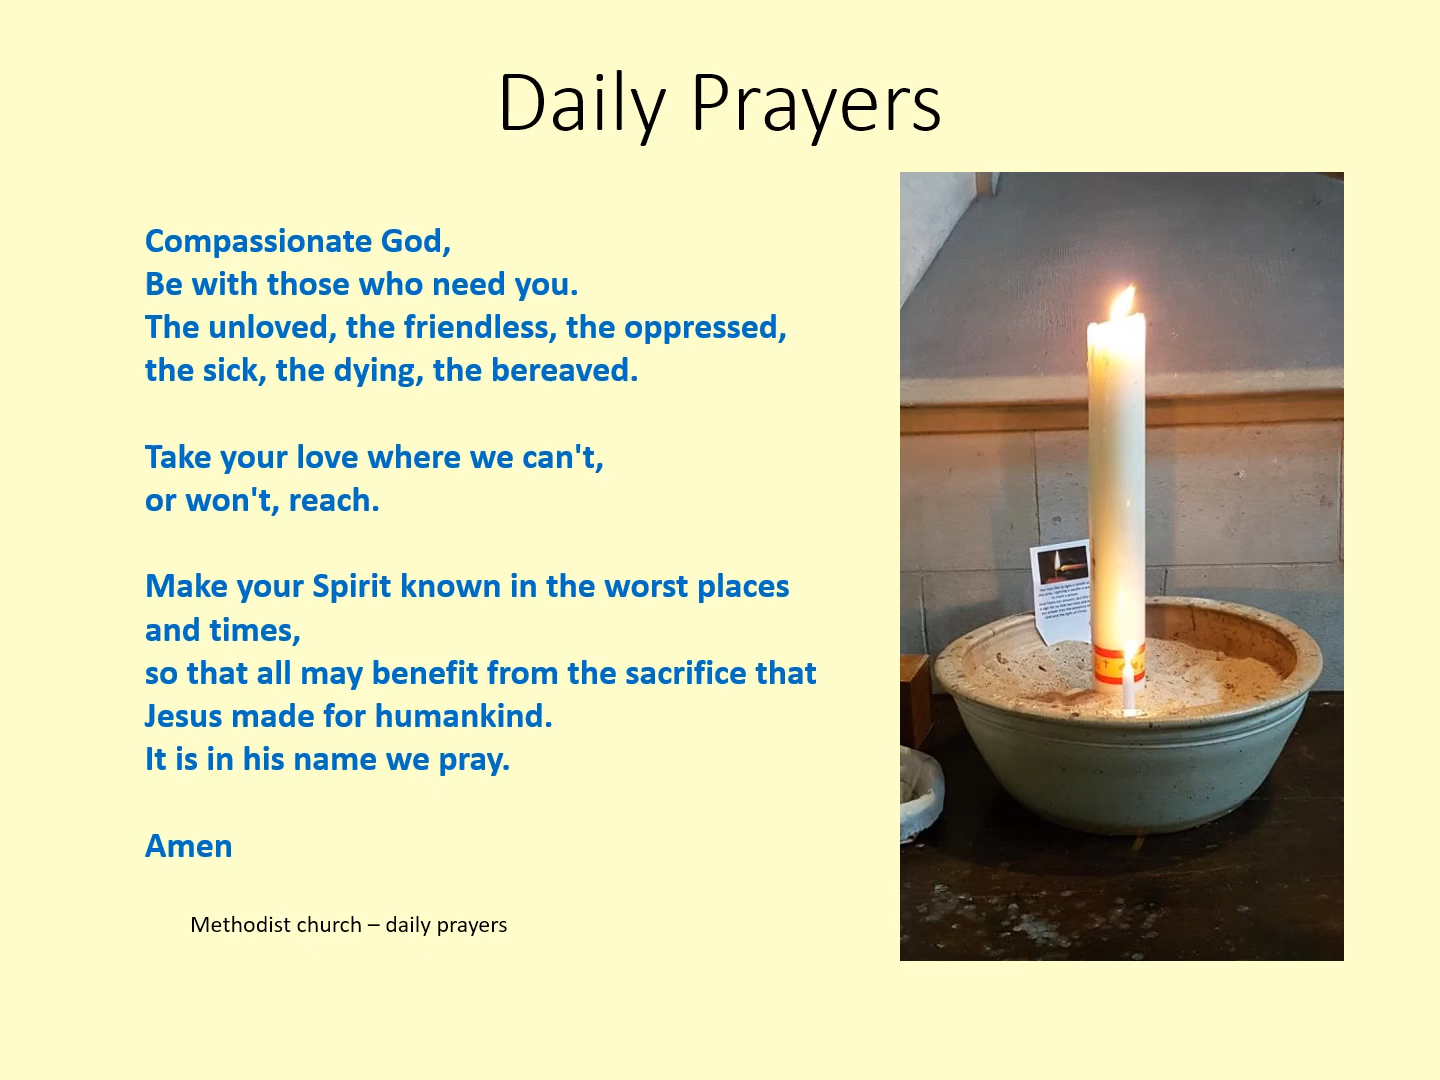 Daily Prayers
Compassionate God,
Be with those who need you.
The unloved, the friendless, the oppressed,
the sick, the dying, the bereaved.
Take your love where we can't,
or won't, reach.
Make your Spirit known in the worst places
and times,
so that all may benefit from the sacrifice that
Jesus made for humankind.
It is in his name we pray.
Amen
Methodist church – daily prayers